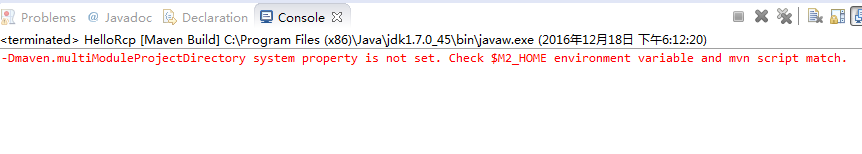 Problems @ Javadoc Declaration Console
<terminated> HelloRcp [Maven Build] C:\Program Files (x86)\Java\jdk1.7.0_45\bin\javaw.exe (2016年12月18日 下午6:12:20)
-Dmaven.multiModuleProjectDirectory system property is not set. Check $M2_HOME environment variable and mvn script match.